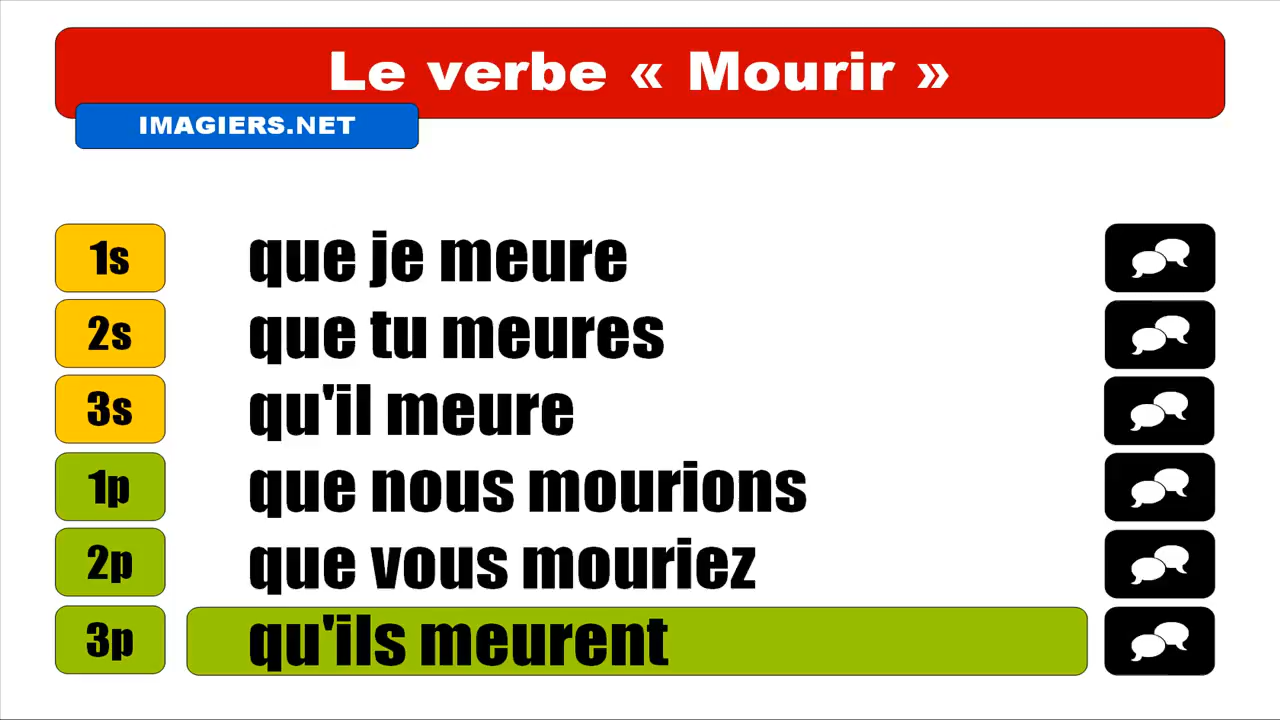 Le verbe « Mourir »
IMAGIERS.NET
1s que je meure
2s que tu meures
3s qu'il meure
1p que nous mourions
2p que vous mouriez
3p qu'ils meurent